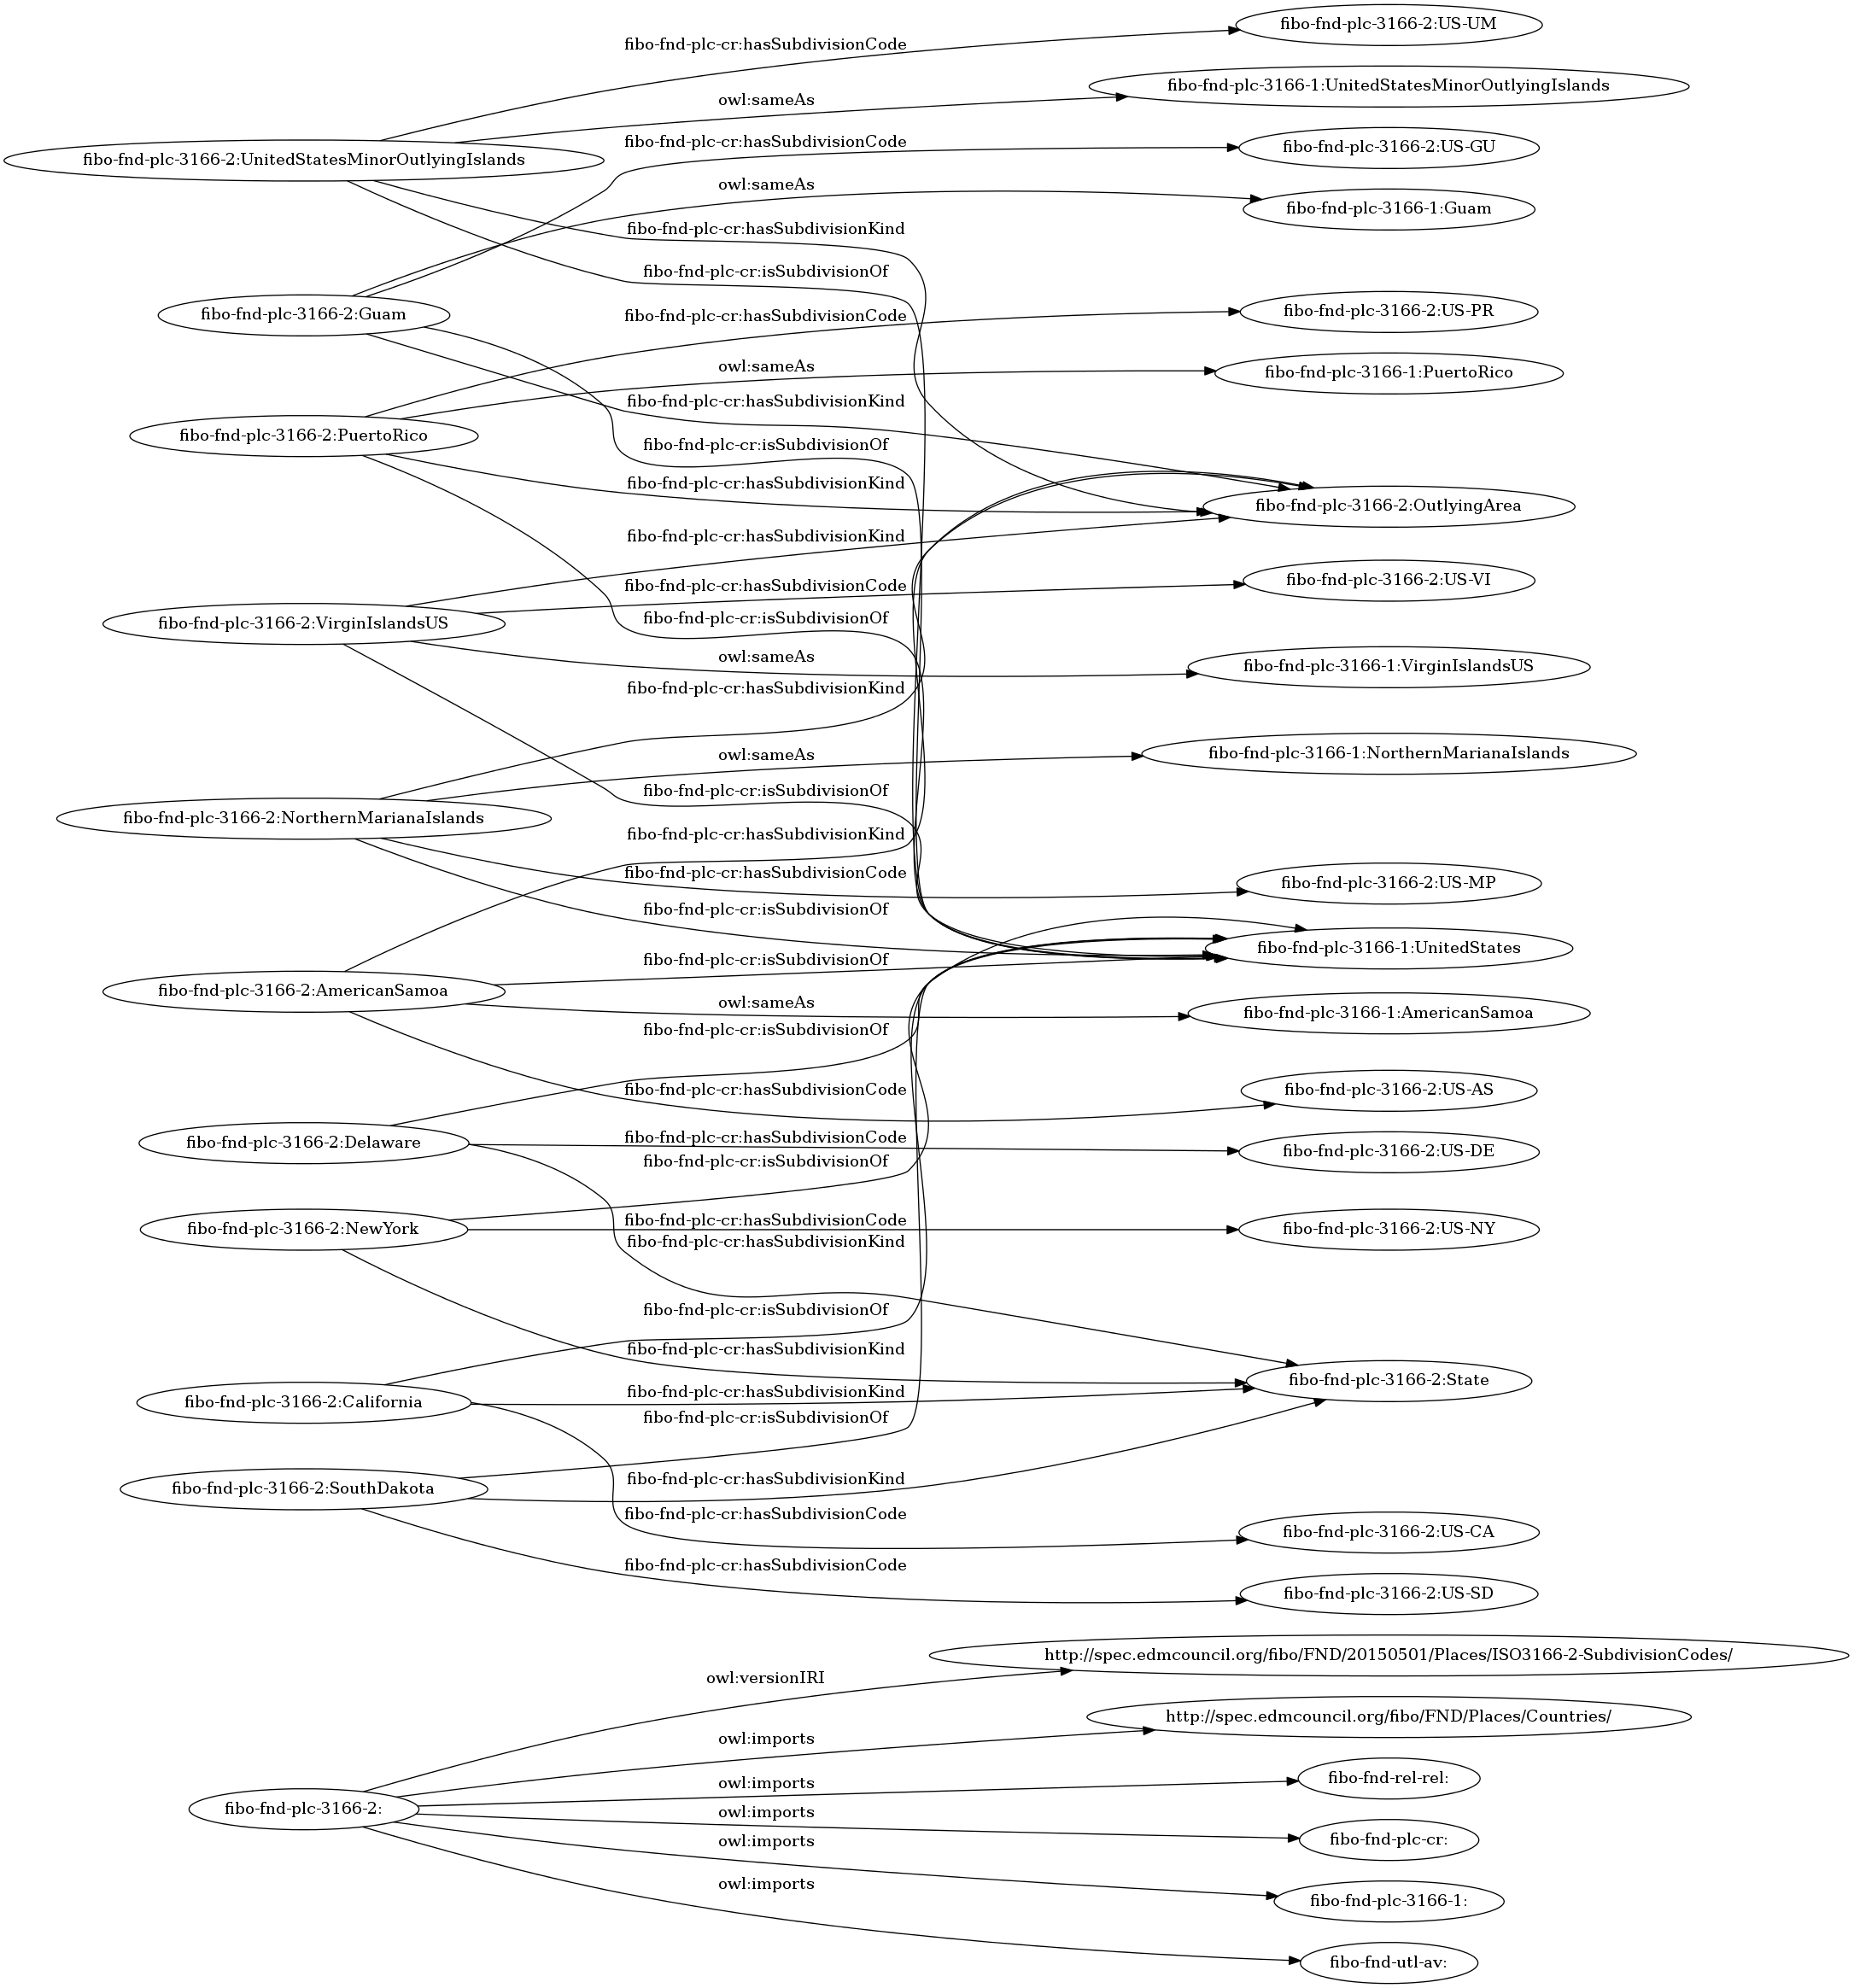 fibo-fnd-plc-3166-2:US-UM
fibo-fnd-plc-cr:hasSubdivisionCode
fibo-fnd-plc-3166-1:UnitedStatesMinorOutlyingIslands
owl:sameAs
fibo-fnd-plc-cr:hasSubdivisionCode
fibo-fnd-plc-3166-2:US-GU
fibo-fnd-plc-3166-2:UnitedStatesMinorOutlyingIslands
owl:sameAs
fibo-fnd-plc-3166-1:Guam
fibo-fnd-plc-cr:hasSubdivisionKind
fibo-fnd-plc-cr:isSubdivisionOf
fibo-fnd-plc-3166-2:Guam
fibo-fnd-plc-cr:hasSubdivisionCode
fibo-fnd-plc-3166-2:US-PR
owl:sameAs
fibo-fnd-plc-3166-1:PuertoRico
fibo-fnd-plc-cr:hasSubdivisionKind
fibo-fnd-plc-3166-2:PuertoRico
fibo-fnd-plc-cr:isSubdivisionOf
fibo-fnd-plc-cr:hasSubdivisionKind
fibo-fnd-plc-3166-2:OutlyingArea
fibo-fnd-plc-cr:hasSubdivisionKind
fibo-fnd-plc-cr:hasSubdivisionCode
fibo-fnd-plc-3166-2:US-VI
fibo-fnd-plc-3166-2:VirginIslandsUS
fibo-fnd-plc-cr:isSubdivisionOf
owl:sameAs
fibo-fnd-plc-3166-1:VirginIslandsUS
fibo-fnd-plc-cr:hasSubdivisionKind
owl:sameAs
fibo-fnd-plc-3166-1:NorthernMarianaIslands
fibo-fnd-plc-cr:isSubdivisionOf
fibo-fnd-plc-3166-2:NorthernMarianaIslands
fibo-fnd-plc-cr:hasSubdivisionKind
fibo-fnd-plc-cr:hasSubdivisionCode
fibo-fnd-plc-3166-2:US-MP
fibo-fnd-plc-cr:isSubdivisionOf
fibo-fnd-plc-3166-1:UnitedStates
fibo-fnd-plc-cr:isSubdivisionOf
fibo-fnd-plc-3166-2:AmericanSamoa
owl:sameAs
fibo-fnd-plc-3166-1:AmericanSamoa
fibo-fnd-plc-cr:isSubdivisionOf
fibo-fnd-plc-cr:hasSubdivisionCode
fibo-fnd-plc-3166-2:US-AS
fibo-fnd-plc-3166-2:Delaware
fibo-fnd-plc-cr:hasSubdivisionCode
fibo-fnd-plc-3166-2:US-DE
fibo-fnd-plc-cr:isSubdivisionOf
fibo-fnd-plc-3166-2:NewYork
fibo-fnd-plc-cr:hasSubdivisionCode
fibo-fnd-plc-3166-2:US-NY
fibo-fnd-plc-cr:hasSubdivisionKind
fibo-fnd-plc-cr:isSubdivisionOf
fibo-fnd-plc-cr:hasSubdivisionKind
fibo-fnd-plc-3166-2:State
fibo-fnd-plc-3166-2:California
fibo-fnd-plc-cr:hasSubdivisionKind
fibo-fnd-plc-cr:isSubdivisionOf
fibo-fnd-plc-3166-2:SouthDakota
fibo-fnd-plc-cr:hasSubdivisionKind
fibo-fnd-plc-cr:hasSubdivisionCode
fibo-fnd-plc-3166-2:US-CA
fibo-fnd-plc-cr:hasSubdivisionCode
fibo-fnd-plc-3166-2:US-SD
http://spec.edmcouncil.org/fibo/FND/20150501/Places/ISO3166-2-SubdivisionCodes/
owl:versionIRI
http://spec.edmcouncil.org/fibo/FND/Places/Countries/
owl:imports
owl:imports
fibo-fnd-rel-rel:
fibo-fnd-plc-3166-2:
owl:imports
fibo-fnd-plc-cr:
owl:imports
fibo-fnd-plc-3166-1:
owl:imports
fibo-fnd-utl-av: